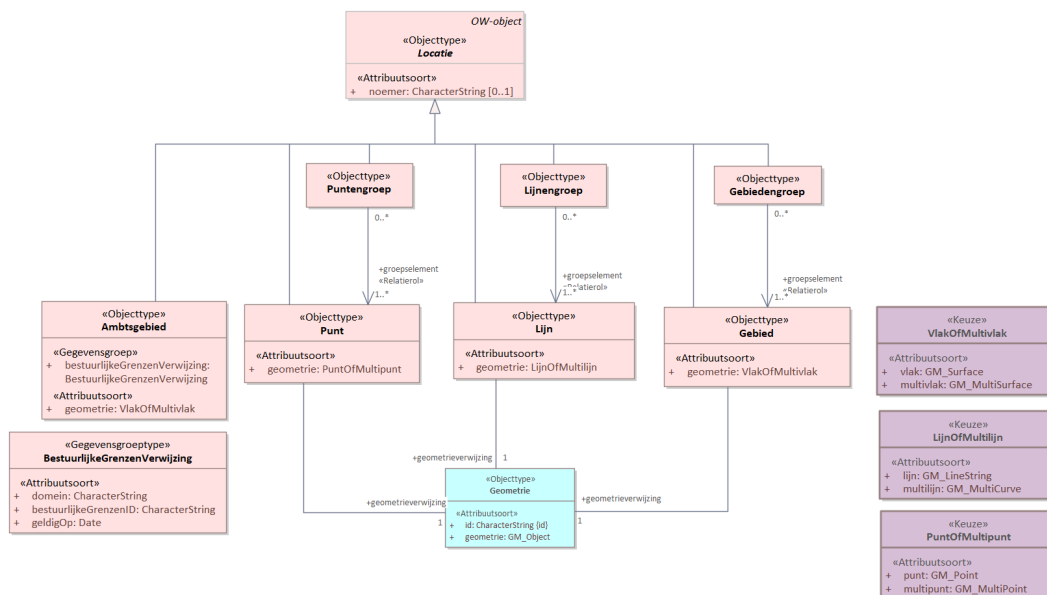 OW-object
«Objecttype»
Locatie
«Attribuutsoort»
+ noemer: CharacterString [0..1]
«Objecttype»
Puntengroep
0..*
+groepselement
«Relatierol»
1..*
«Objecttype»
Lijnengroep
0..*
+groepselement
«Relatierol»
1..*
«Objecttype»
Gebiedengroep
0..*
+groepselement
«Relatierol»
1..*
«Objecttype»
Ambtsgebied
«Gegevensgroep»
+ bestuurlijkeGrenzenVerwijzing:
BestuurlijkeGrenzenVerwijzing
«Attribuutsoort»
+ geometrie: VlakOfMultivlak
«Objecttype»
Punt
«Attribuutsoort»
+ geometrie: PuntOfMultipunt
«Objecttype»
Lijn
«Attribuutsoort»
+ geometrie: LijnOfMultilijn
«Objecttype»
Gebied
«Attribuutsoort»
+ geometrie: VlakOfMultivlak
«Keuze»
VlakOfMultivlak
«Attribuutsoort»
+ vlak: GM_Surface
+ multivlak: GM_MultiSurface
«Gegevensgroeptype»
BestuurlijkeGrenzenVerwijzing
«Attribuutsoort»
+ domein: CharacterString
+ bestuurlijkeGrenzenID: CharacterString
+ geldigOp: Date
+geometrieverwijzing
1
+geometrieverwijzing
1
+geometrieverwijzing
1
«Objecttype»
Geometrie
«Attribuutsoort»
+ id: CharacterString {id}
+ geometrie: GM_Object
«Keuze»
LijnOfMultilijn
«Attribuutsoort»
+ lijn: GM_LineString
+ multilijn: GM_MultiCurve
«Keuze»
PuntOfMultipunt
«Attribuutsoort»
+ punt: GM_Point
+ multipunt: GM_MultiPoint